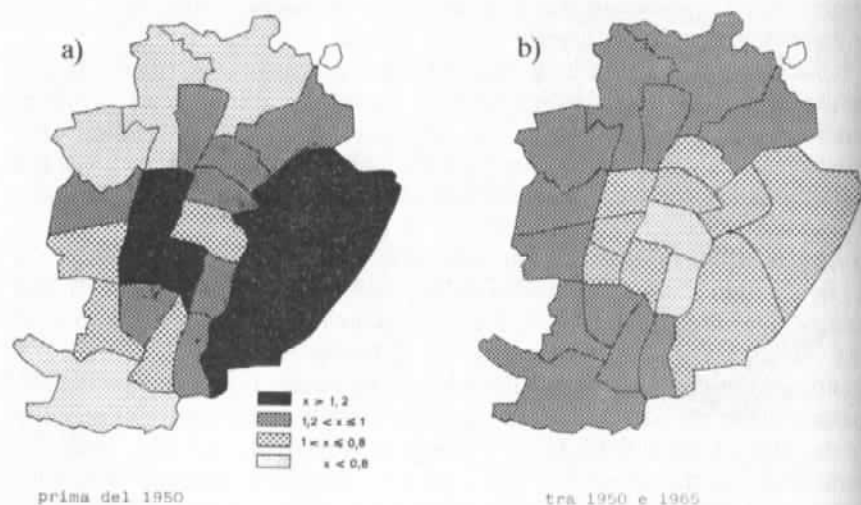 a)
b)
x > 1,2
1,2 < x ≤ 1
1 < x ≤ 0,8
x < 0,8
prima del 1950
tra 1950 e 1965